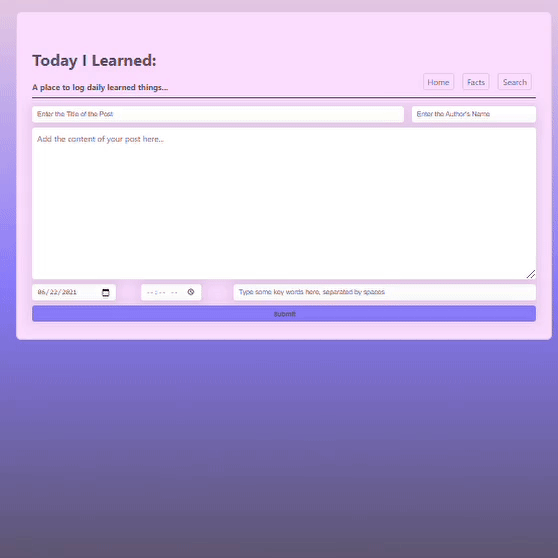 Today I Learned:
A place to log daily learned things...
Home Facts Search
Enter the Title of the Post Enter the Author's Name
Add the content of your post here...
06/22/2021 --:-- -- Type some key words here, separated by spaces
Submit